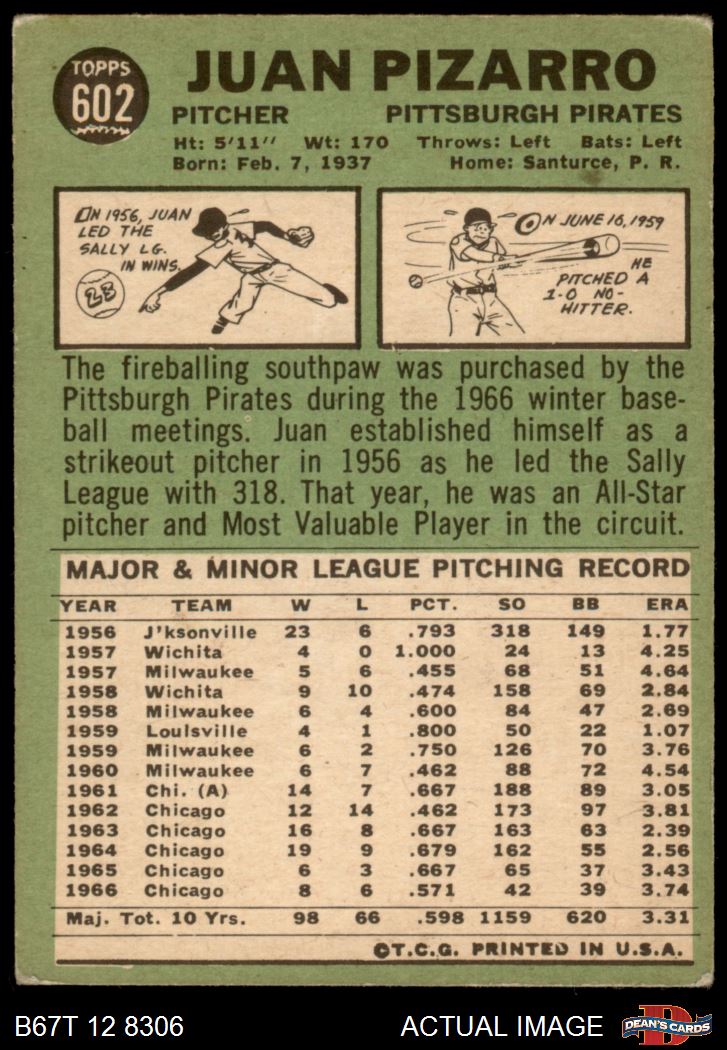 TOPPS
602
JUAN PIZARRO
PITCHER PITTSBURGH PIRATES
Ht: 5'11" Wt: 170 Throws: Left Bats: Left
Born: Feb. 7, 1937 Home: Santurce, P. R.
IN 1956, JUAN
LED THE
SALLY LG.
IN WINS.
23
ON JUNE 16, 1959
HE
PITCHED A
1-0 NO-
HITTER.
The fireballing southpaw was purchased by the
Pittsburgh Pirates during the 1966 winter base-
ball meetings. Juan established himself as a
strikeout pitcher in 1956 as he led the Sally
League with 318. That year, he was an All-Star
pitcher and Most Valuable Player in the circuit.
MAJOR & MINOR LEAGUE PITCHING RECORD
YEAR TEAM W L PCT. SO BB ERA
1956 J'ksonville 23 6 .793 318 149 1.77
1957 Wichita 4 0 1.000 24 13 4.25
1957 Milwaukee 5 6 .455 68 51 4.64
1958 Wichita 9 10 .474 158 69 2.84
1958 Milwaukee 6 4 .600 84 47 2.69
1959 Louisville 4 1 .800 50 22 1.07
1959 Milwaukee 6 2 .750 126 70 3.76
1960 Milwaukee 6 7 .462 88 72 4.54
1961 Chi. (A) 14 7 .667 188 89 3.05
1962 Chicago 12 14 .462 173 97 3.81
1963 Chicago 16 8 .667 163 63 2.39
1964 Chicago 19 9 .679 162 55 2.56
1965 Chicago 6 3 .667 65 37 3.43
1966 Chicago 8 6 .571 42 39 3.74
Maj. Tot. 10 Yrs. 98 66 .598 1159 620 3.31
©T.C.G. PRINTED IN U.S.A.
B67T 12 8306 ACTUAL IMAGE
D
DEAN'S CARDS